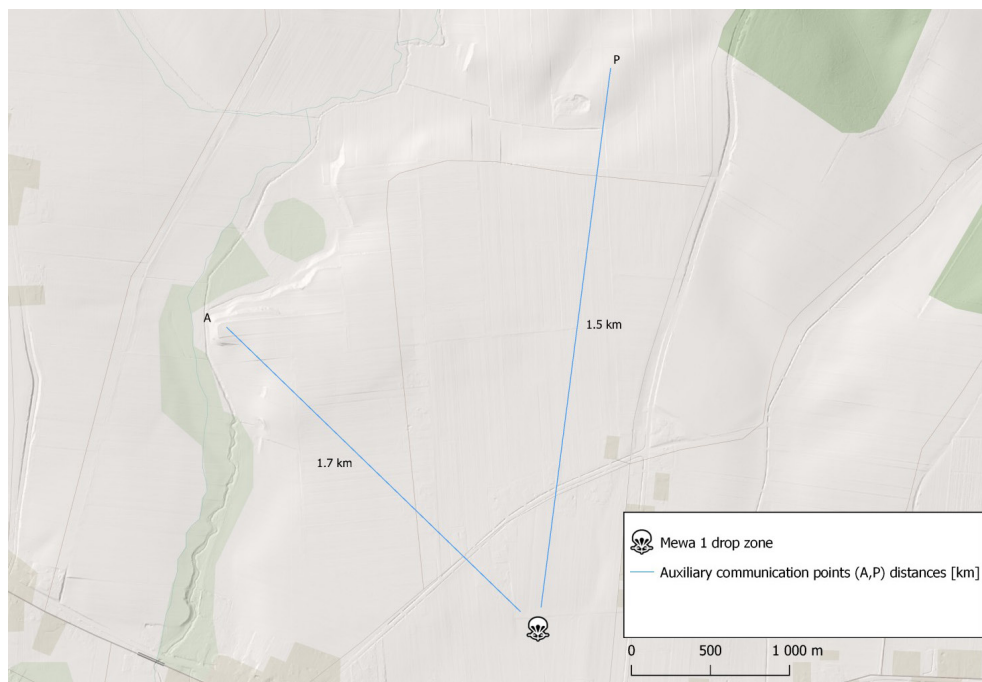 P
A
1.5 km
1.7 km
Mewa 1 drop zone
Auxiliary communication points (A,P) distances [km]
0 500 1 000 m